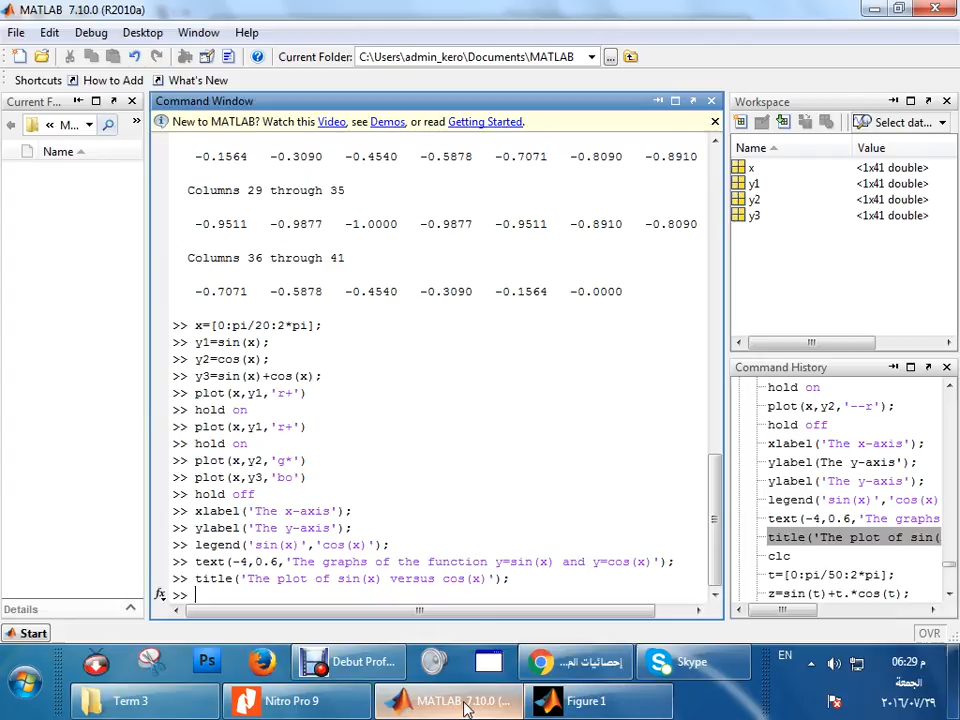 MATLAB 7.10.0 (R2010a)
File Edit Debug Desktop Window Help
Current Folder: C:\Users\admin_kero\Documents\MATLAB
Shortcuts How to Add What's New
Current F...
M...
Name
Details
Command Window
New to MATLAB? Watch this Video, see Demos, or read Getting Started.
-0.1564 -0.3090 -0.4540 -0.5878 -0.7071 -0.8090 -0.8910
Columns 29 through 35
-0.9511 -0.9877 -1.0000 -0.9877 -0.9511 -0.8910 -0.8090
Columns 36 through 41
-0.7071 -0.5878 -0.4540 -0.3090 -0.1564 -0.0000
>> x=[0:pi/20:2*pi];
>> y1=sin(x);
>> y2=cos(x);
>> y3=sin(x)+cos(x);
>> plot(x,y1,'r+')
>> hold on
>> plot(x,y1,'r+')
>> hold on
>> plot(x,y2,'g*')
>> plot(x,y3,'bo')
>> hold off
>> xlabel('The x-axis');
>> ylabel('The y-axis');
>> legend('sin(x)','cos(x)');
>> text(-4,0.6,'The graphs of the function y=sin(x) and y=cos(x)');
>> title('The plot of sin(x) versus cos(x)');
fx >>
Workspace
Select dat...
Name Value
x <1x41 double>
y1 <1x41 double>
y2 <1x41 double>
y3 <1x41 double>
Command History
hold on
plot(x,y2,'--r');
hold off
xlabel('The x-axis');
ylabel(The y-axis');
ylabel('The y-axis');
legend('sin(x)','cos(x)
text(-4,0.6,'The graphs
title('The plot of sin(
clc
t=[0:pi/50:2*pi];
z=sin(t)+t.*cos(t);
Start
OVR
Ps
Debut Prof...
إحصائيات الم...
Skype
EN
06:29 م
الجمعة
٢٠١٦/٠٧/٢٩
Term 3
Nitro Pro 9
MATLAB 7.10.0 (...
Figure 1